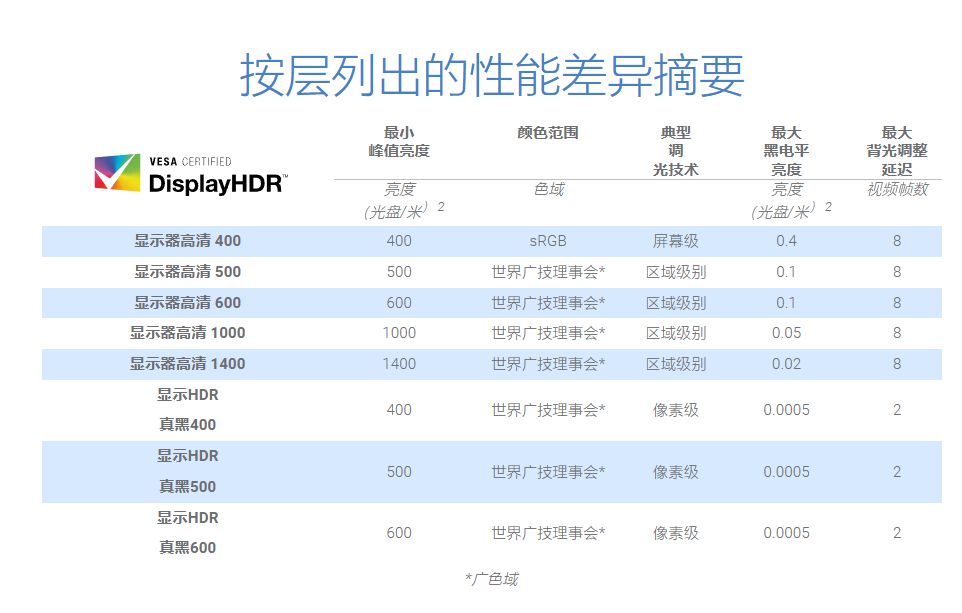 按层列出的性能差异摘要
VESA CERTIFIED
DisplayHDR™
最小
峰值亮度
颜色范围
典型
调
光技术
最大
黑电平
亮度
最大
背光调整
延迟
亮度
(光盘/米) 2
色域
亮度
(光盘/米) 2
视频帧数
显示器高清 400 400 sRGB 屏幕级 0.4 8
显示器高清 500 500 世界广技理事会* 区域级别 0.1 8
显示器高清 600 600 世界广技理事会* 区域级别 0.1 8
显示器高清 1000 1000 世界广技理事会* 区域级别 0.05 8
显示器高清 1400 1400 世界广技理事会* 区域级别 0.02 8
显示HDR
真黑400
400 世界广技理事会* 像素级 0.0005 2
显示HDR
真黑500
500 世界广技理事会* 像素级 0.0005 2
显示HDR
真黑600
600 世界广技理事会* 像素级 0.0005 2
*广色域